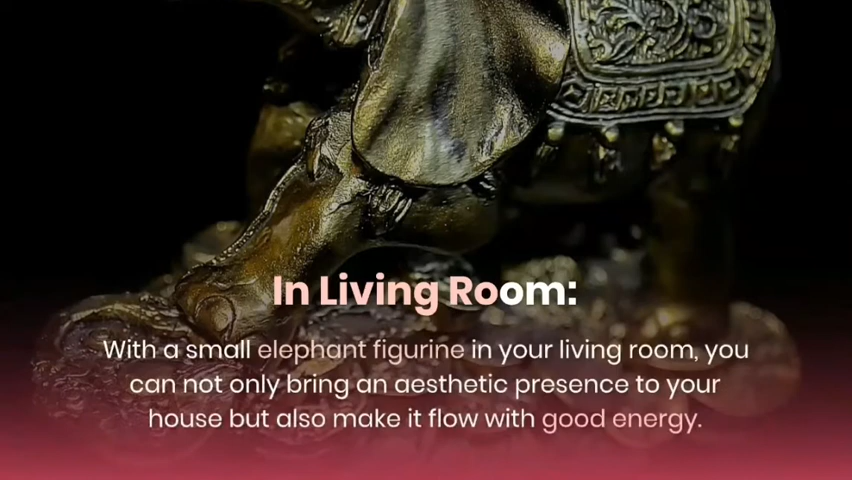 In Living Room:
With a small elephant figurine in your living room, you
can not only bring an aesthetic presence to your
house but also make it flow with good energy.